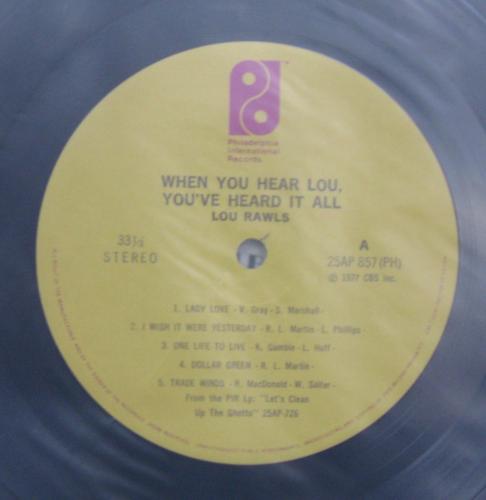 Philadelphia
International
Records
WHEN YOU HEAR LOU,
YOU'VE HEARD IT ALL
LOU RAWLS
33⅓
STEREO
A
25AP 857(PH)
℗ 1977 CBS Inc.
1. LADY LOVE - V. Gray - S. Marshall -
2. I WISH IT WERE YESTERDAY - R. L. Martin - L. Phillips
3. ONE LIFE TO LIVE - K. Gamble - L. Huff -
4. DOLLAR GREEN - R. L. Martin -
5. TRADE WINDS - R. MacDonald - W. Salter -
From the PIR Lp: "Let's Clean
Up The Ghetto" 25AP-726